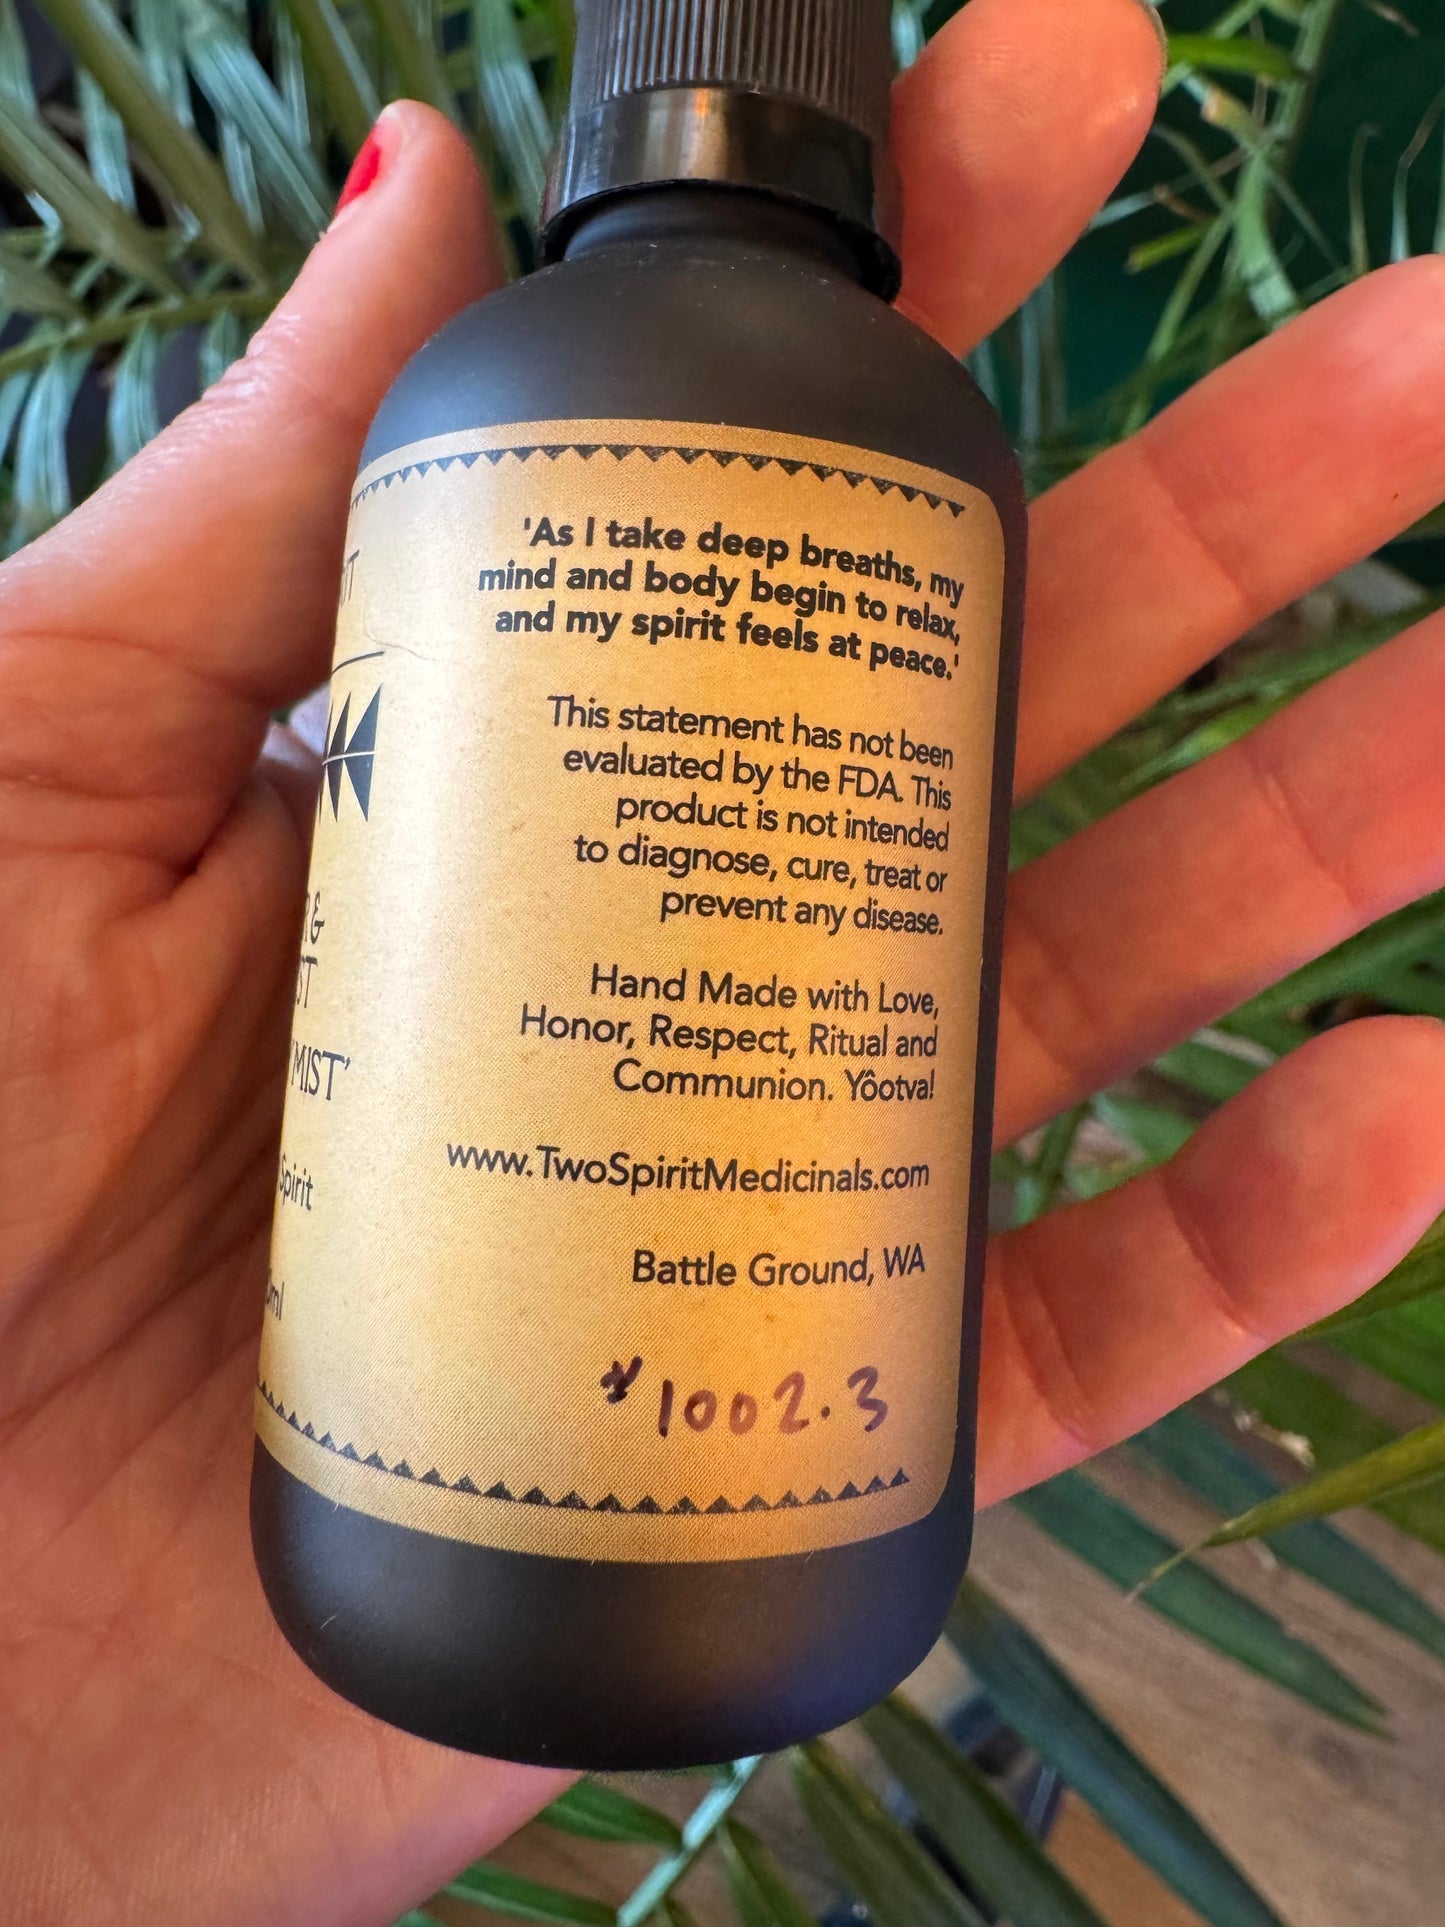 'As I take deep breaths, my
mind and body begin to relax,
and my spirit feels at peace.'
This statement has not been
evaluated by the FDA. This
product is not intended
to diagnose, cure, treat or
prevent any disease.
Hand Made with Love,
Honor, Respect, Ritual and
Communion. Yôotva!
www.TwoSpiritMedicinals.com
Battle Ground, WA
1002.3
&
MIST'
Spirit
ml